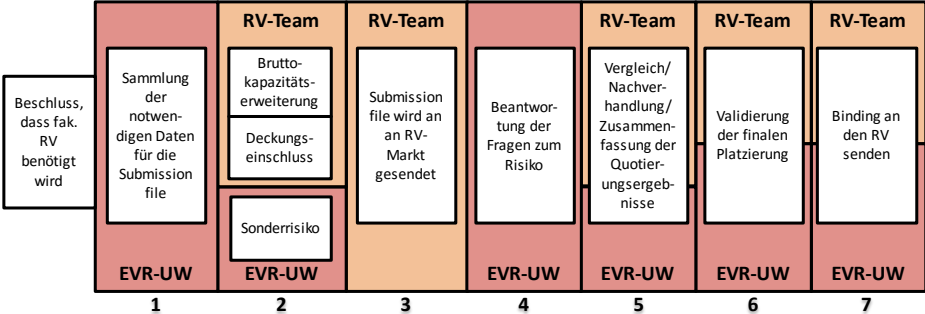 Beschluss,
dass fak.
RV
benötigt
wird
Sammlung
der
notwen-
digen Daten
für die
Submission
file
EVR-UW
1
RV-Team
Brutto-
kapazitäts-
erweiterung
Deckungs-
einschluss
Sonderrisiko
EVR-UW
2
RV-Team
Submission
file wird an
an RV-
Markt
gesendet
3
Beantwor-
tung der
Fragen zum
Risiko
EVR-UW
4
RV-Team
Vergleich/
Nachver-
handlung/
Zusammen-
fassung der
Quotier-
ungsergeb-
nisse
EVR-UW
5
RV-Team
Validierung
der finalen
Platzierung
EVR-UW
6
RV-Team
Binding an
den RV
senden
EVR-UW
7